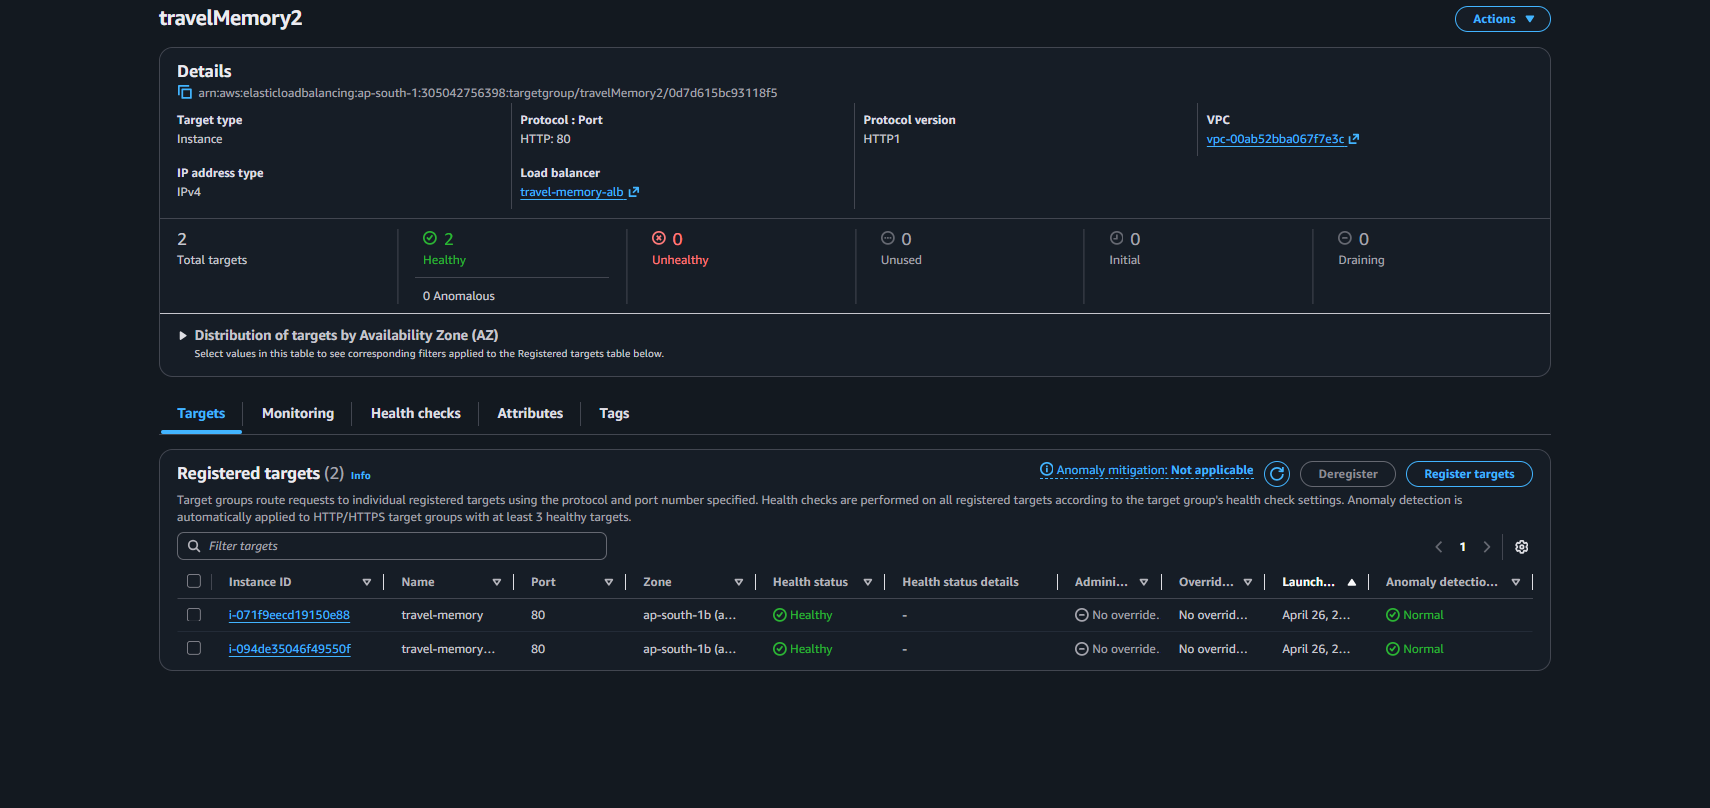 travelMemory2
Actions
Details
arn:aws:elasticloadbalancing:ap-south-1:305042756398:targetgroup/travelMemory2/0d7d615bc93118f5
Target type
Instance
Protocol : Port
HTTP: 80
Protocol version
HTTP1
VPC
vpc-00ab52bba067f7e3c
IP address type
IPv4
Load balancer
travel-memory-alb
2
Total targets
2
Healthy
0 Anomalous
0
Unhealthy
0
Unused
0
Initial
0
Draining
Distribution of targets by Availability Zone (AZ)
Select values in this table to see corresponding filters applied to the Registered targets table below.
Targets Monitoring Health checks Attributes Tags
Registered targets (2) Info
Anomaly mitigation: Not applicable
Deregister
Register targets
Target groups route requests to individual registered targets using the protocol and port number specified. Health checks are performed on all registered targets according to the target group's health check settings. Anomaly detection is
automatically applied to HTTP/HTTPS target groups with at least 3 healthy targets.
Filter targets
1
Instance ID Name Port Zone Health status Health status details Admini... Overrid... Launch... Anomaly detectio...
i-071f9eecd19150e88 travel-memory 80 ap-south-1b (a... Healthy - No override. No overrid... April 26, 2... Normal
i-094de35046f49550f travel-memory... 80 ap-south-1b (a... Healthy - No override. No overrid... April 26, 2... Normal